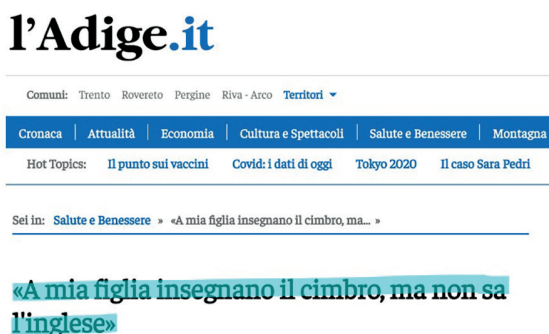 l'Adige.it
Comuni: Trento Rovereto Pergine Riva - Arco Territori
Cronaca Attualità Economia Cultura e Spettacoli Salute e Benessere Montagna
Hot Topics: Il punto sui vaccini Covid: i dati di oggi Tokyo 2020 Il caso Sara Pedri
Sei in: Salute e Benessere » «A mia figlia insegnano il cimbro, ma... »
«A mia figlia insegnano il cimbro, ma non sa
l'inglese»